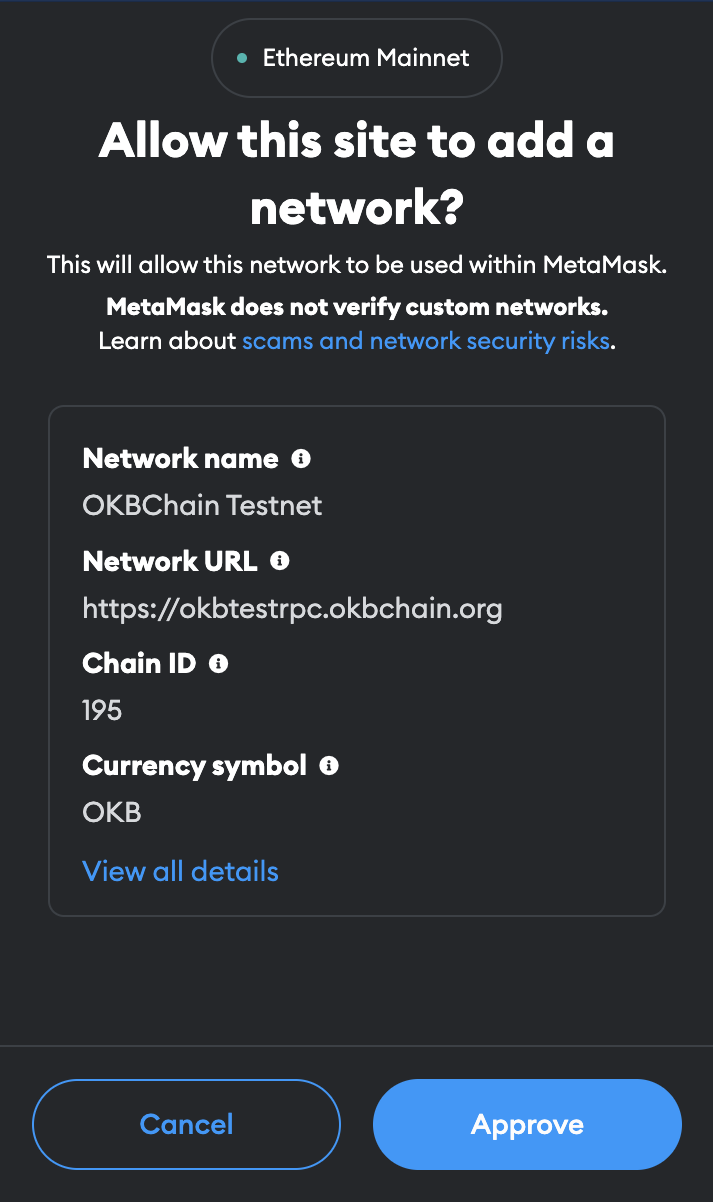 Ethereum Mainnet
Allow this site to add a
network?
This will allow this network to be used within MetaMask.
MetaMask does not verify custom networks.
Learn about scams and network security risks.
Network name
OKBChain Testnet
Network URL
https://okbtestrpc.okbchain.org
Chain ID
195
Currency symbol
OKB
View all details
Cancel
Approve